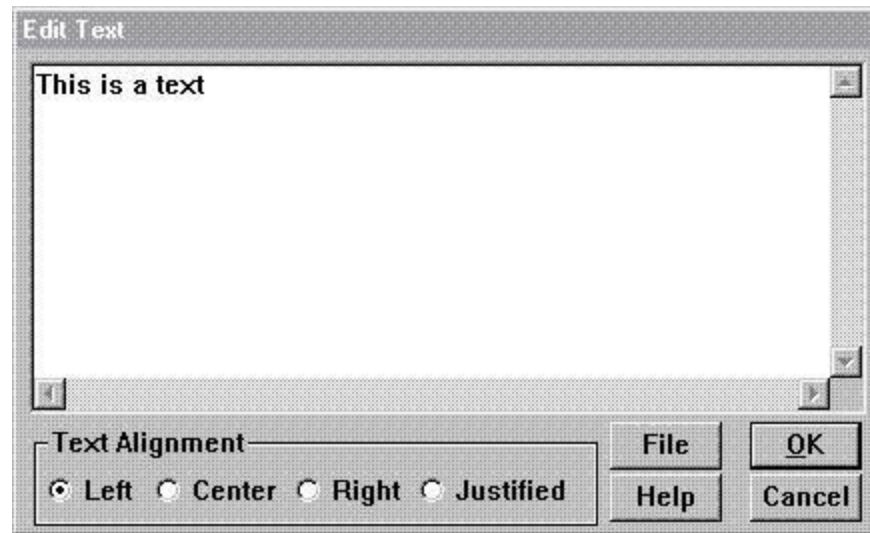 Edit Text
This is a text
Text Alignment
Left Center Right Justified
File OK
Help Cancel